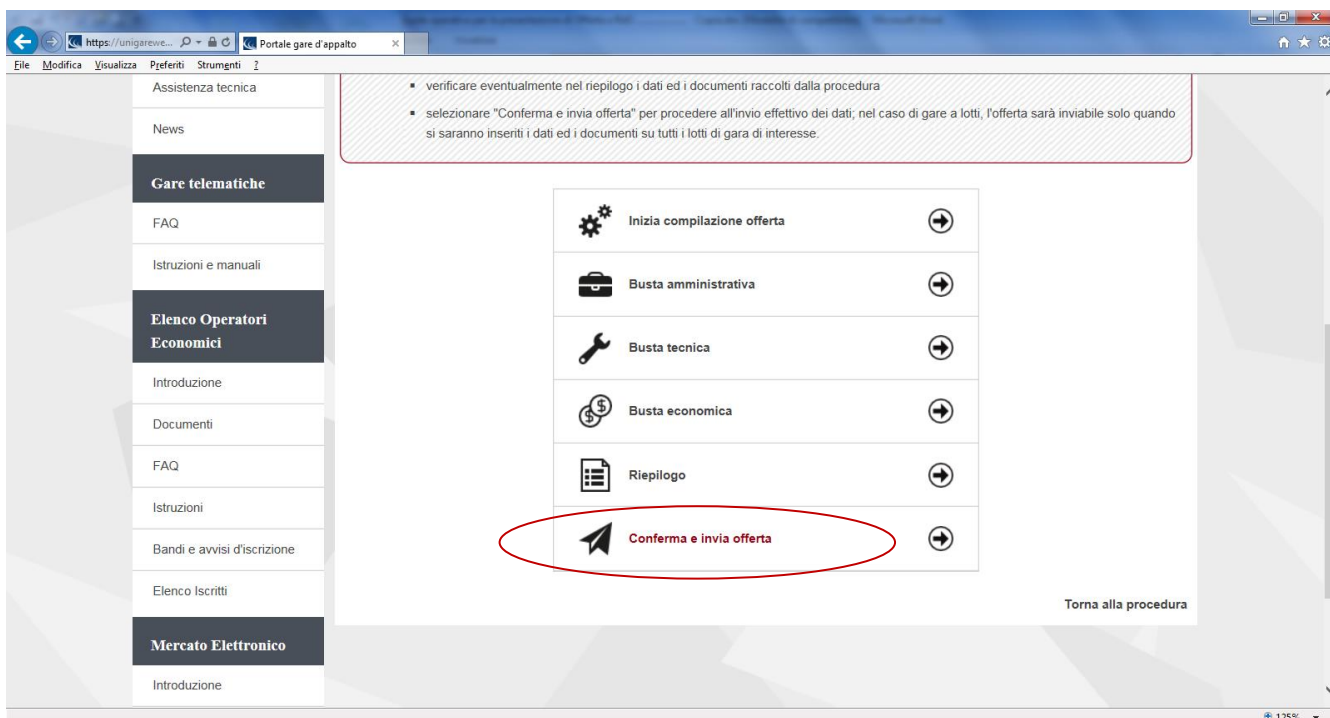 https://unigarewe...
Portale gare d'appalto
File Modifica Visualizza Preferiti Strumenti ?
Assistenza tecnica
News
Gare telematiche
FAQ
Istruzioni e manuali
Elenco Operatori
Economici
Introduzione
Documenti
FAQ
Istruzioni
Bandi e avvisi d'iscrizione
Elenco Iscritti
Mercato Elettronico
Introduzione
verificare eventualmente nel riepilogo i dati ed i documenti raccolti dalla procedura
selezionare "Conferma e invia offerta" per procedere all'invio effettivo dei dati; nel caso di gare a lotti, l'offerta sarà inviabile solo quando
si saranno inseriti i dati ed i documenti su tutti i lotti di gara di interesse.
Inizia compilazione offerta
Busta amministrativa
Busta tecnica
Busta economica
Riepilogo
Conferma e invia offerta
Torna alla procedura
125%